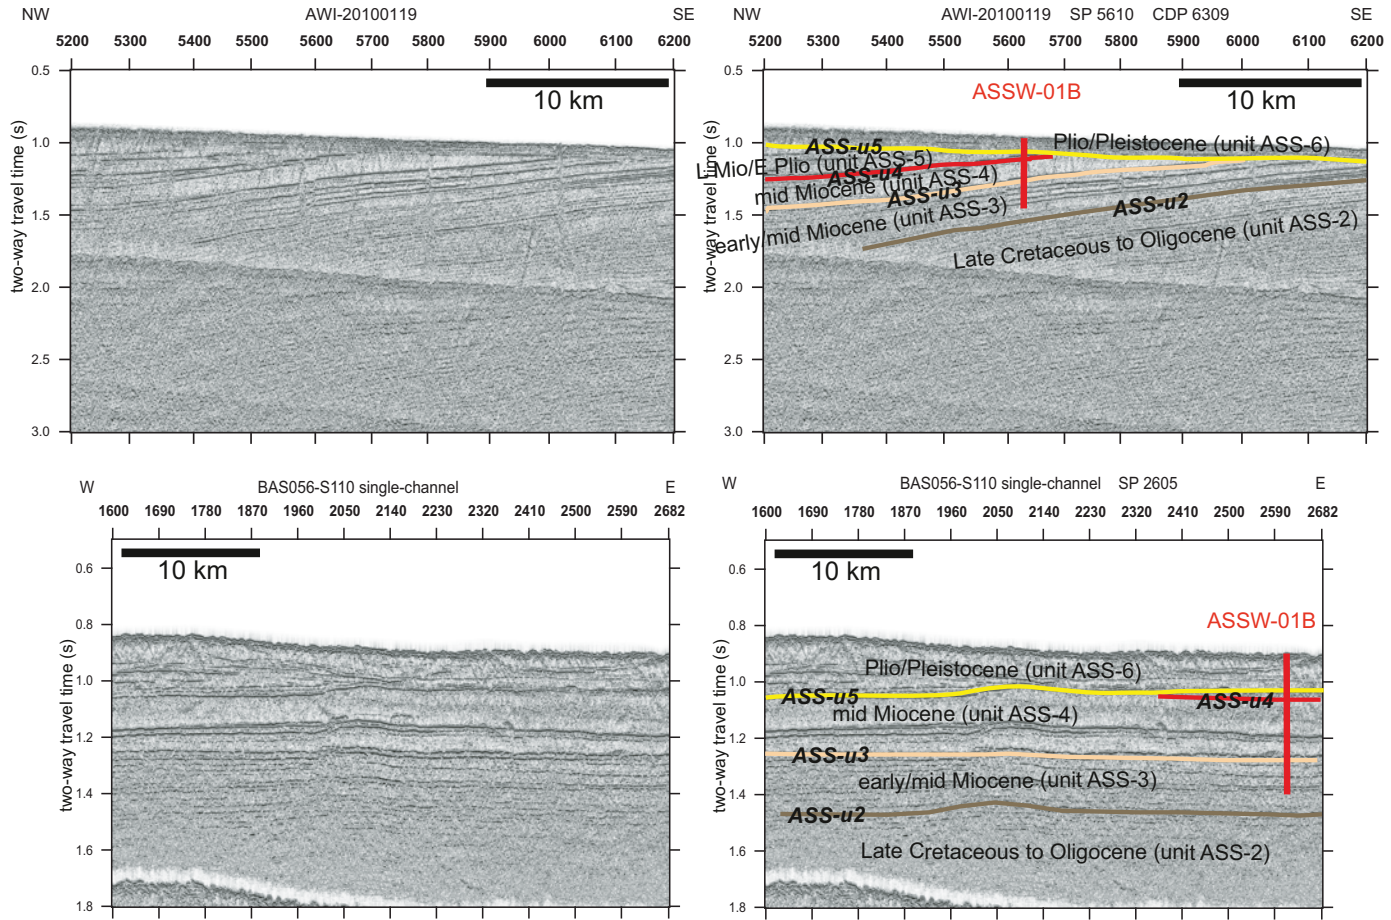 NW AWI-20100119 SE
5200 5300 5400 5500 5600 5700 5800 5900 6000 6100 6200
0.5
10 km
1.0
1.5
2.0
2.5
3.0
two-way travel time (s)
NW AWI-20100119 SP 5610 CDP 6309 SE
5200 5300 5400 5500 5600 5700 5800 5900 6000 6100 6200
0.5
ASSW-01B
10 km
1.0
ASS-u5
Plio/Pleistocene (unit ASS-6)
L Mio/E Plio (unit ASS-5)
ASS-u4
mid Miocene (unit ASS-4)
ASS-u3
1.5
early/mid Miocene (unit ASS-3)
ASS-u2
Late Cretaceous to Oligocene (unit ASS-2)
2.0
2.5
3.0
two-way travel time (s)
W BAS056-S110 single-channel E
1600 1690 1780 1870 1960 2050 2140 2230 2320 2410 2500 2590 2682
10 km
0.6
0.8
1.0
1.2
1.4
1.6
1.8
two-way travel time (s)
W BAS056-S110 single-channel SP 2605 E
1600 1690 1780 1870 1960 2050 2140 2230 2320 2410 2500 2590 2682
10 km
0.6
0.8
ASSW-01B
Plio/Pleistocene (unit ASS-6)
1.0
ASS-u5
ASS-u4
mid Miocene (unit ASS-4)
1.2
ASS-u3
early/mid Miocene (unit ASS-3)
1.4
ASS-u2
1.6
Late Cretaceous to Oligocene (unit ASS-2)
1.8
two-way travel time (s)